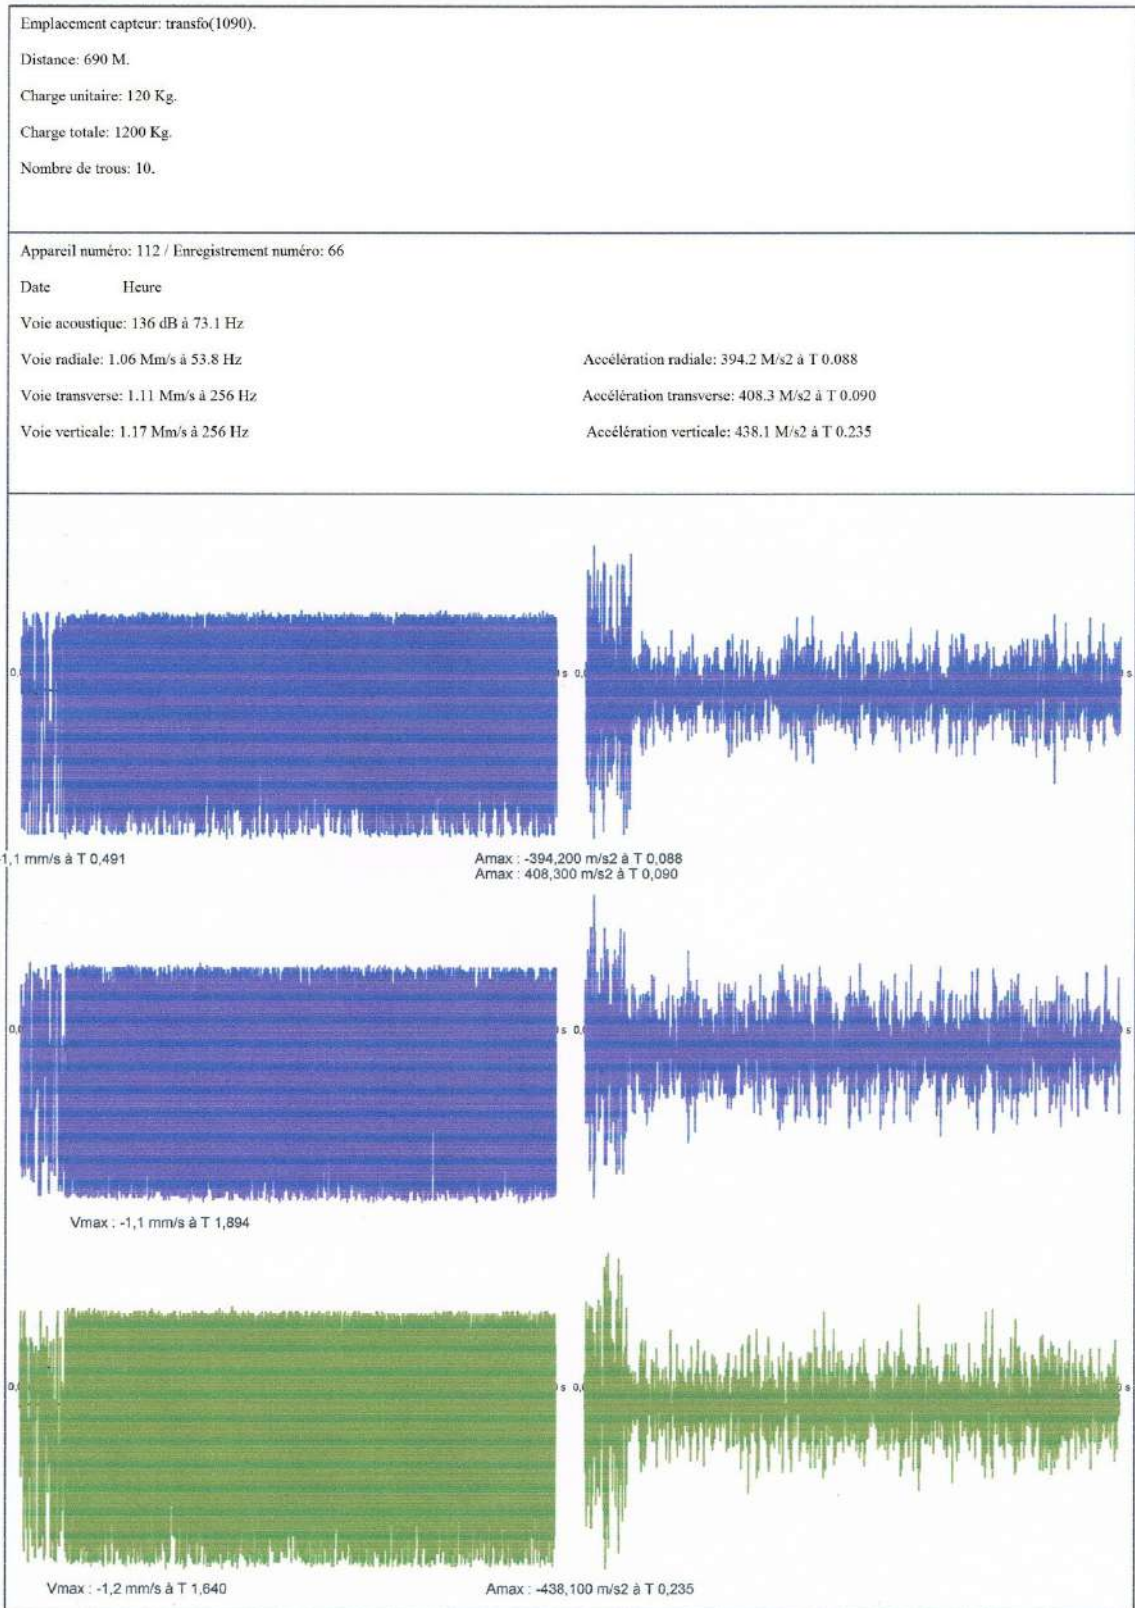 Emplacement capteur: transfo(1090).
Distance: 690 M.
Charge unitaire: 120 Kg.
Charge totale: 1200 Kg.
Nombre de trous: 10.
Appareil numéro: 112 / Enregistrement numéro: 66
Date Heure
Voie acoustique: 136 dB à 73.1 Hz
Voie radiale: 1.06 Mm/s à 53.8 Hz Accélération radiale: 394.2 M/s2 à T 0.088
Voie transverse: 1.11 Mm/s à 256 Hz Accélération transverse: 408.3 M/s2 à T 0.090
Voie verticale: 1.17 Mm/s à 256 Hz Accélération verticale: 438.1 M/s2 à T 0.235
0, s 0, s
1,1 mm/s à T 0,491 Amax : -394,200 m/s2 à T 0,088
Amax : 408,300 m/s2 à T 0,090
0, s 0, s
Vmax : -1,1 mm/s à T 1,894
0, s 0, s
Vmax : -1,2 mm/s à T 1,640 Amax : -438,100 m/s2 à T 0,235